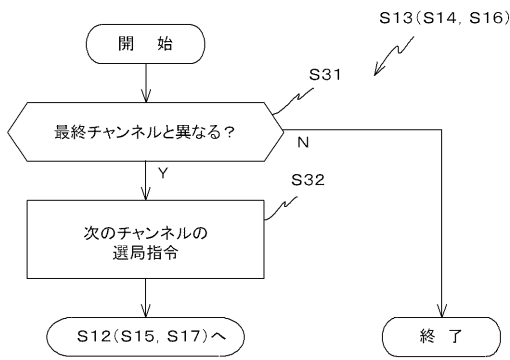 S13(S14, S16)
開 始
S31
最終チャンネルと異なる？
N
Y
S32
次のチャンネルの
選局指令
S12(S15, S17)へ
終 了